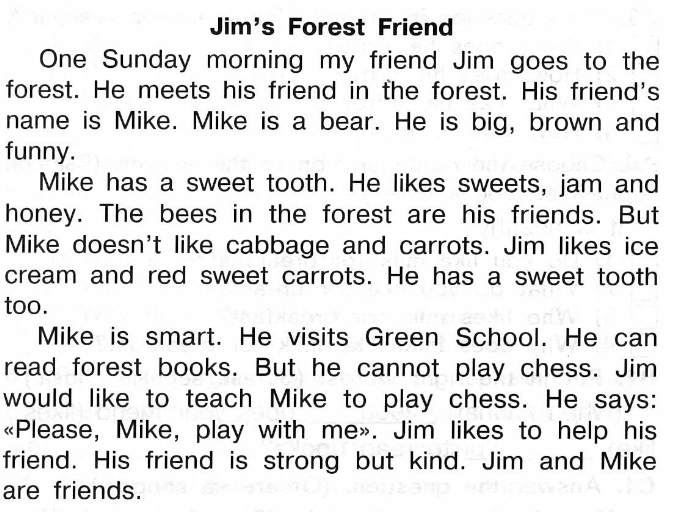 Jim's Forest Friend
One Sunday morning my friend Jim goes to the
forest. He meets his friend in the forest. His friend's
name is Mike. Mike is a bear. He is big, brown and
funny.
Mike has a sweet tooth. He likes sweets, jam and
honey. The bees in the forest are his friends. But
Mike doesn't like cabbage and carrots. Jim likes ice
cream and red sweet carrots. He has a sweet tooth
too.
Mike is smart. He visits Green School. He can
read forest books. But he cannot play chess. Jim
would like to teach Mike to play chess. He says:
«Please, Mike, play with me». Jim likes to help his
friend. His friend is strong but kind. Jim and Mike
are friends.